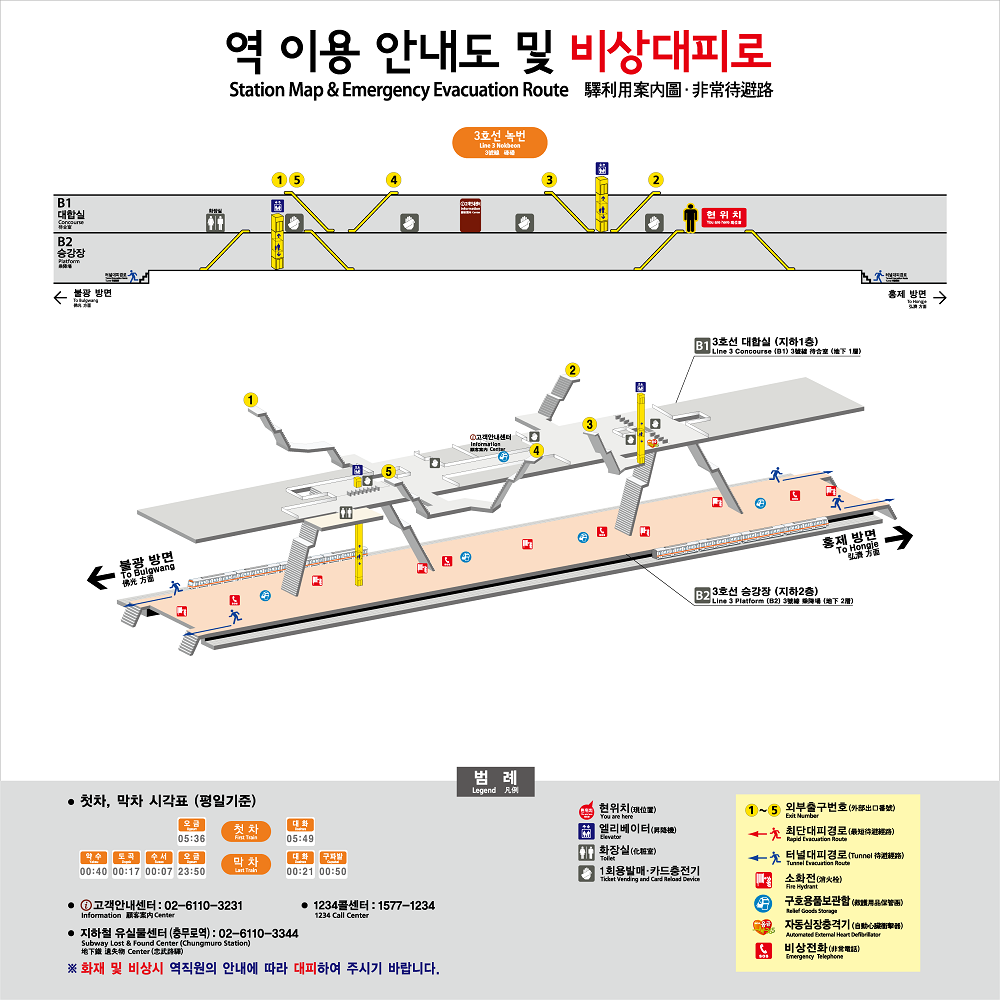 역 이용 안내도 및 비상대피로
Station Map & Emergency Evacuation Route 驛利用案內圖·非常待避路
3호선 녹번
Line 3 Nokbeon
1 5 4 3 2
B1
대합실
Concourse
待合室
화장실
고객안내센터
Information
현 위 치
You are here
B2
승강장
Platform
乘降場
터널대피경로
터널대피경로
불광 방면
To Bulgwang
佛光 方面
홍제 방면
To Hongje
弘濟 方面
B1 3호선 대합실 (지하1층)
Line 3 Concourse (B1) 3號線 待合室 (地下 1層)
1
2
3
고객안내센터
Information
顧客案內 Center
4
5
불광 방면
To Bulgwang
佛光 方面
홍제 방면
To Hongje
弘濟 方面
B2 3호선 승강장 (지하2층)
Line 3 Platform (B2) 3號線 乘降場 (地下 2層)
범 례
Legend 凡例
• 첫차, 막차 시각표 (평일기준)
오 금 첫 차 대 화
05:36 First Train 05:49
약 수 도 곡 수 서 오 금 막 차 대 화 구파발
00:40 00:17 00:07 23:50 Last Train 00:21 00:50
• 고객안내센터 : 02-6110-3231
Information 顧客案內 Center
• 1234콜센터 : 1577-1234
1234 Call Center
• 지하철 유실물센터 (충무로역) : 02-6110-3344
Subway Lost & Found Center (Chungmuro Station)
地下鐵 遺失物 Center (忠武路驛)
※ 화재 및 비상시 역직원의 안내에 따라 대피하여 주시기 바랍니다.
현위치(現位置)
You are here
엘리베이터(昇降機)
Elevator
화장실(化粧室)
Toilet
1회용발매·카드충전기
Ticket Vending and Card Reload Device
1 ~ 5 외부출구번호(外部出口番號)
Exit Number
최단대피경로(最短待避經路)
Rapid Evacuation Route
터널대피경로(Tunnel 待避經路)
Tunnel Evacuation Route
소화전(消火栓)
Fire Hydrant
구호용품보관함(救護用品保管函)
Relief Goods Storage
자동심장충격기(自動心臟衝擊器)
Automated External Heart Defibrillator
SOS 비상전화(非常電話)
Emergency Telephone